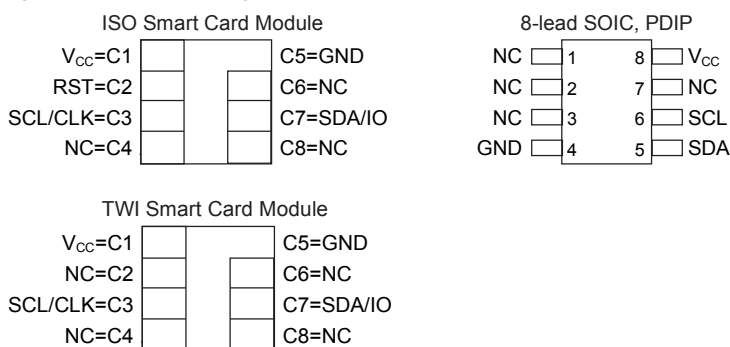 ISO Smart Card Module
V_CC=C1 C5=GND
RST=C2 C6=NC
SCL/CLK=C3 C7=SDA/IO
NC=C4 C8=NC
8-lead SOIC, PDIP
NC 1 8 V_CC
NC 2 7 NC
NC 3 6 SCL
GND 4 5 SDA
TWI Smart Card Module
V_CC=C1 C5=GND
NC=C2 C6=NC
SCL/CLK=C3 C7=SDA/IO
NC=C4 C8=NC